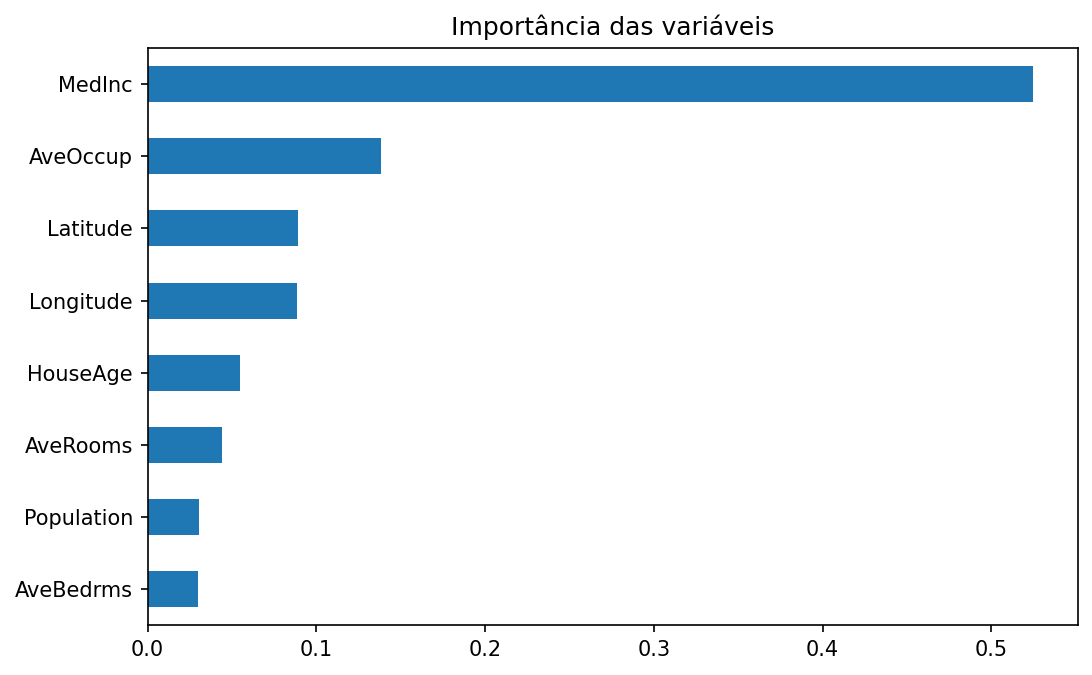 Importância das variáveis
MedInc
AveOccup
Latitude
Longitude
HouseAge
AveRooms
Population
AveBedrms
0.0 0.1 0.2 0.3 0.4 0.5